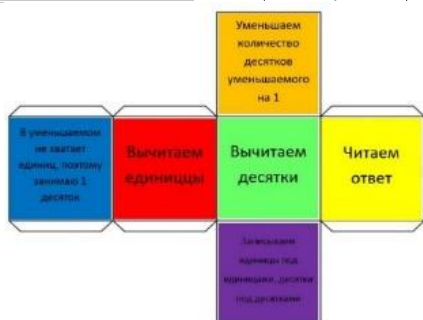 Уменьшаем
количество
десятков
уменьшаемого
на 1
В уменьшаемом
не хватает
единиц, поэтому
занимаю 1
десяток
Вычитаем
единиццы
Вычитаем
десятки
Читаем
ответ
Записываем
единицы под
единицами, десятки
под десятками